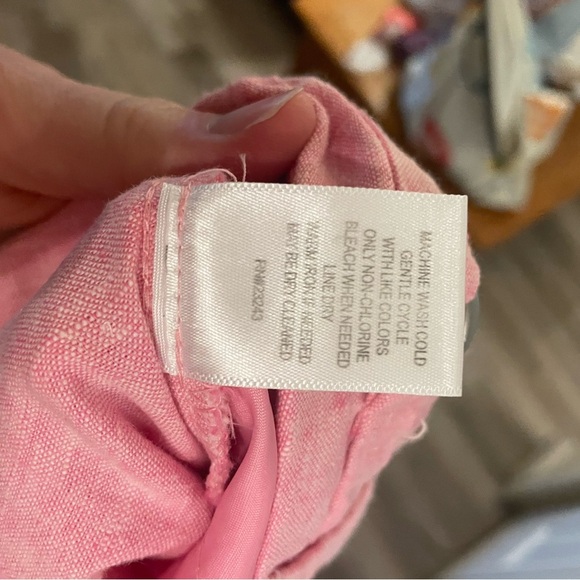 MACHINE WASH COLD
GENTLE CYCLE
WITH LIKE COLORS
ONLY NON-CHLORINE
BLEACH WHEN NEEDED
LINE DRY
WARM IRON IF NEEDED
MAY BE DRY CLEANED
RN#73243